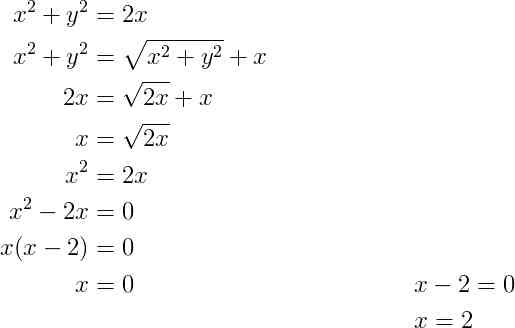 x² + y² = 2x
x² + y² = √(x² + y²) + x
2x = √(2x) + x
x = √(2x)
x² = 2x
x² − 2x = 0
x(x − 2) = 0
x = 0 x − 2 = 0
x = 2